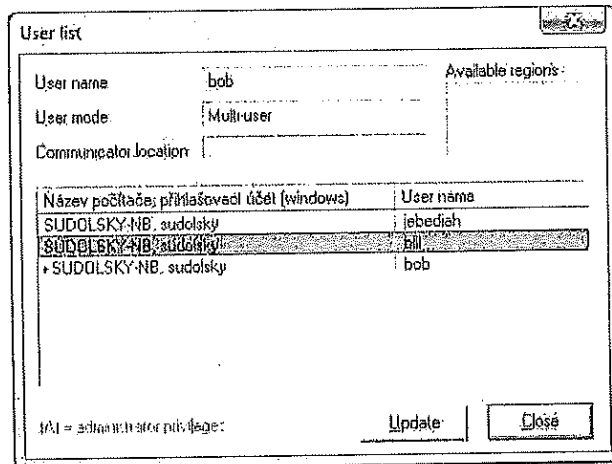 User list
User name bob
Available regions:
User mode Multi-user
Communicator location
Název počítače, přihlašovací účet (windows) User name
SUDOLSKY-NB, sudolsky jebediah
SUDOLSKY-NB, sudolsky bill
SUDOLSKY-NB, sudolsky bob
(A) = administrator privileges
Update Close